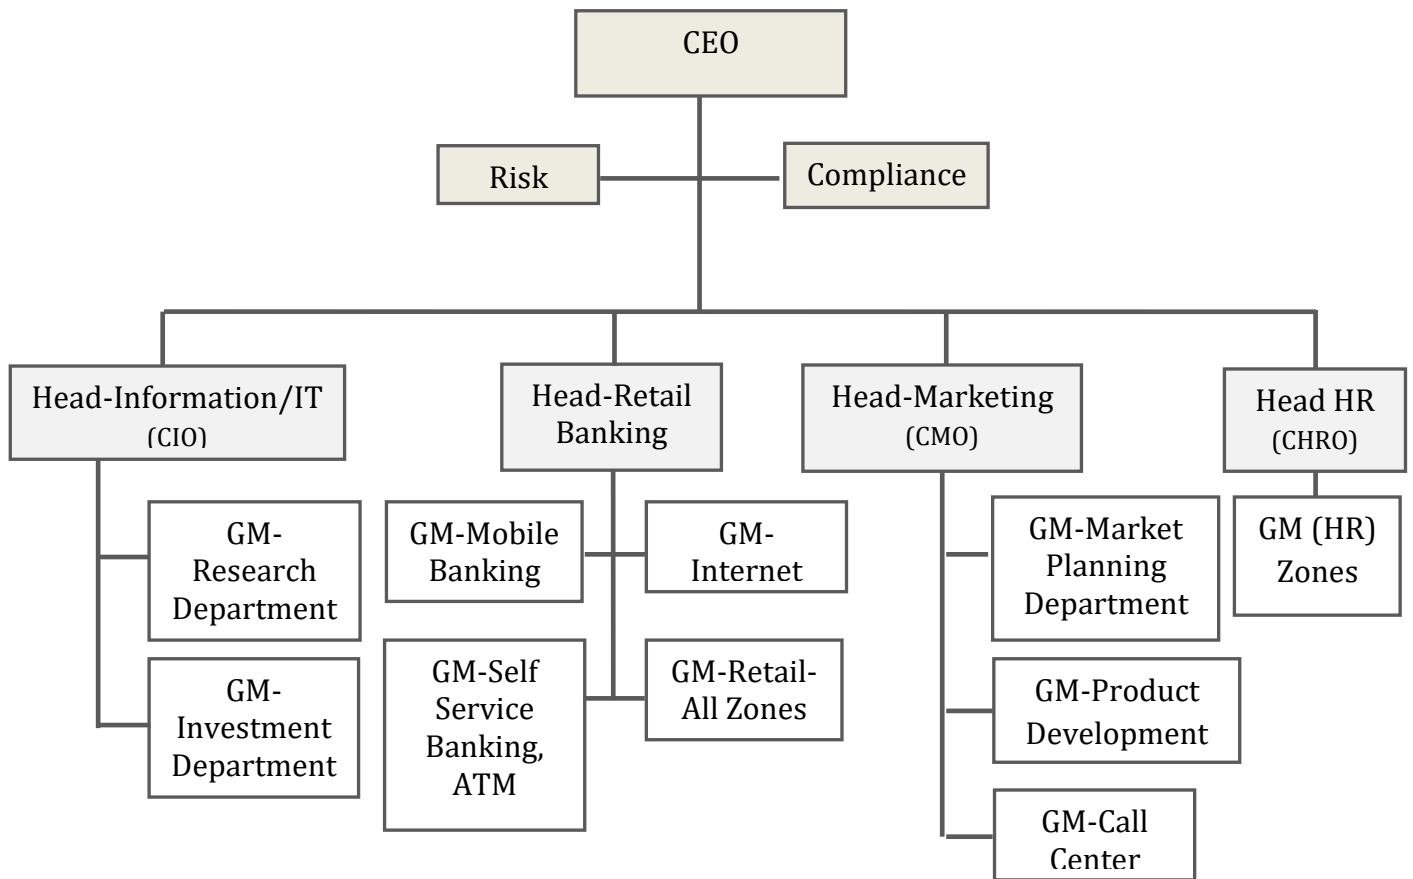 CEO
Risk
Compliance
Head-Information/IT
(CIO)
Head-Retail
Banking
Head-Marketing
(CMO)
Head HR
(CHRO)
GM-
Research
Department
GM-Mobile
Banking
GM-
Internet
GM-Market
Planning
Department
GM (HR)
Zones
GM-
Investment
Department
GM-Self
Service
Banking,
ATM
GM-Retail-
All Zones
GM-Product
Development
GM-Call
Center